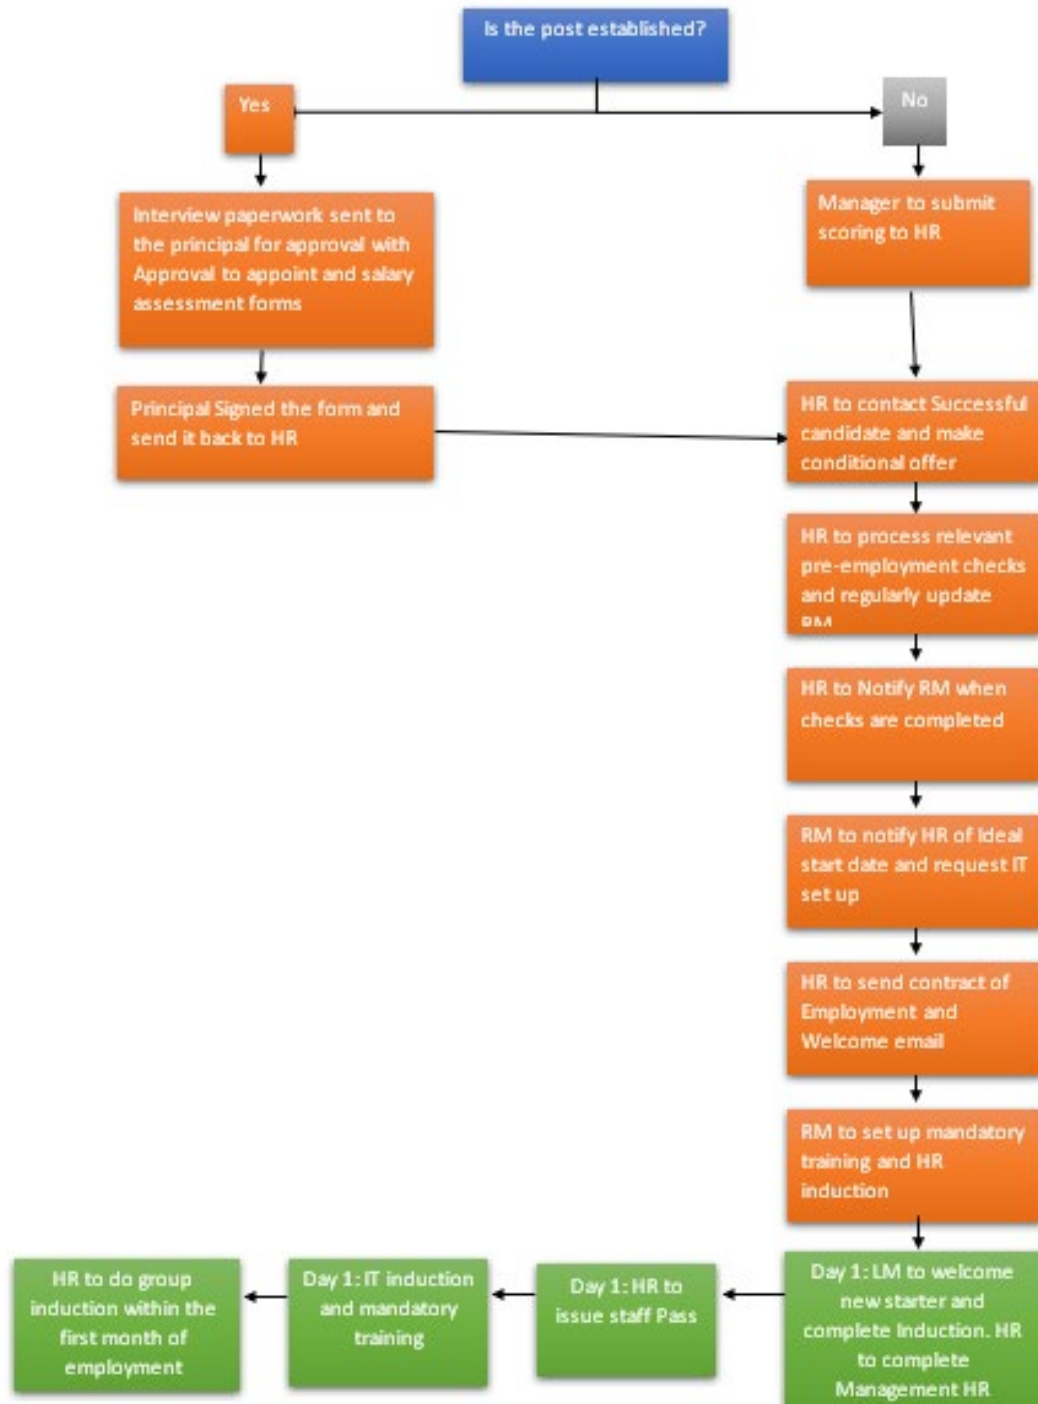 Is the post established?
Yes
No
Interview paperwork sent to
the principal for approval with
Approval to appoint and salary
assessment forms
Manager to submit
scoring to HR
Principal Signed the form and
send it back to HR
HR to contact Successful
candidate and make
conditional offer
HR to process relevant
pre-employment checks
and regularly update
RM
HR to Notify RM when
checks are completed
RM to notify HR of Ideal
start date and request IT
set up
HR to send contract of
Employment and
Welcome email
RM to set up mandatory
training and HR
induction
Day 1: LM to welcome
new starter and
complete Induction. HR
to complete
Management HR
Day 1: HR to
issue staff Pass
Day 1: IT induction
and mandatory
training
HR to do group
induction within the
first month of
employment